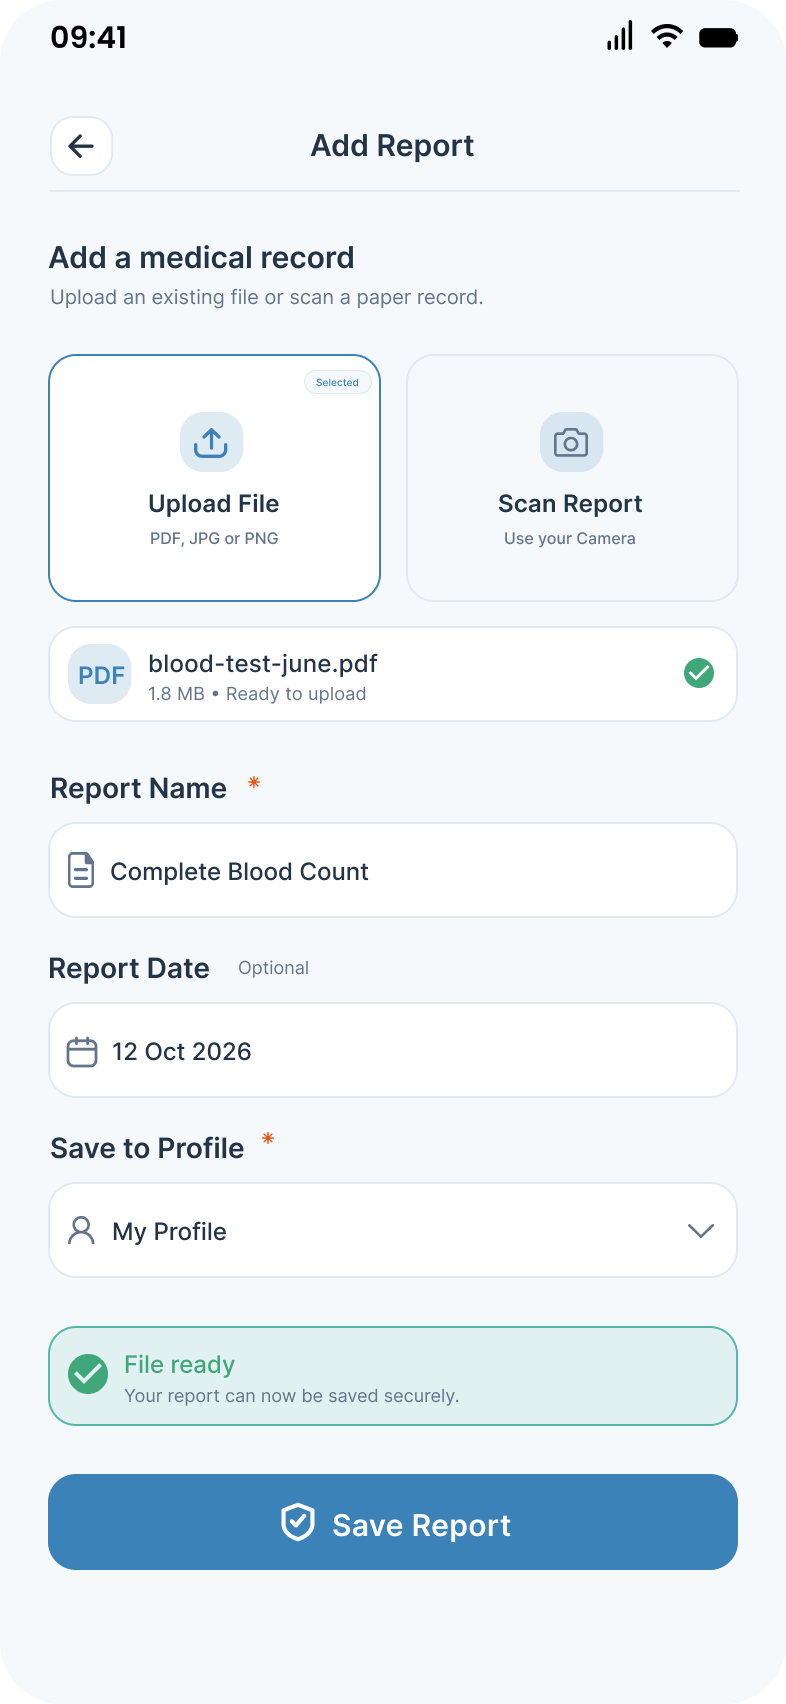 09:41
Add Report
Add a medical record
Upload an existing file or scan a paper record.
Selected
Upload File
PDF, JPG or PNG
Scan Report
Use your Camera
PDF
blood-test-june.pdf
1.8 MB • Ready to upload
Report Name *
Complete Blood Count
Report Date Optional
12 Oct 2026
Save to Profile *
My Profile
File ready
Your report can now be saved securely.
Save Report